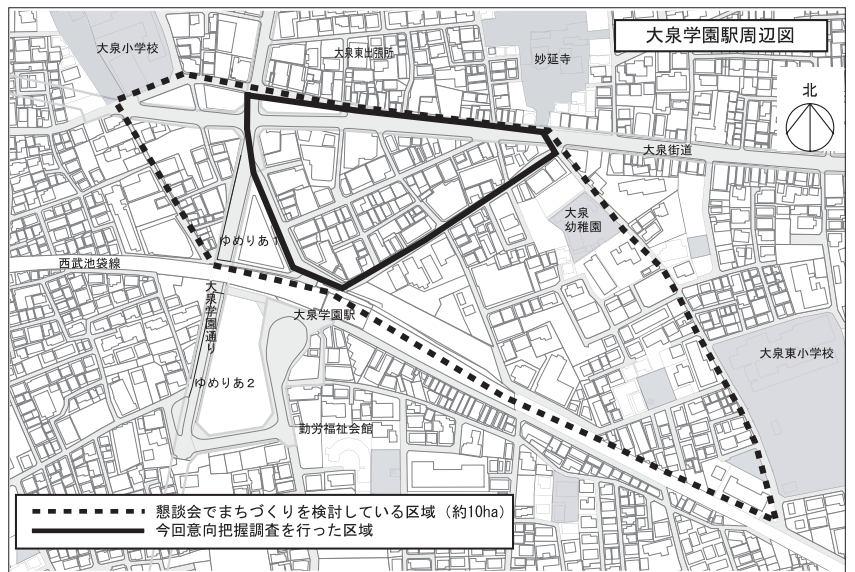 大泉学園駅周辺図
大泉小学校
大泉東出張所
妙延寺
北
大泉街道
大泉
幼稚園
ゆめりあ1
西武池袋線
大泉学園通り
大泉学園駅
大泉東小学校
ゆめりあ2
勤労福祉会館
懇談会でまちづくりを検討している区域（約10ha）
今回意向把握調査を行った区域